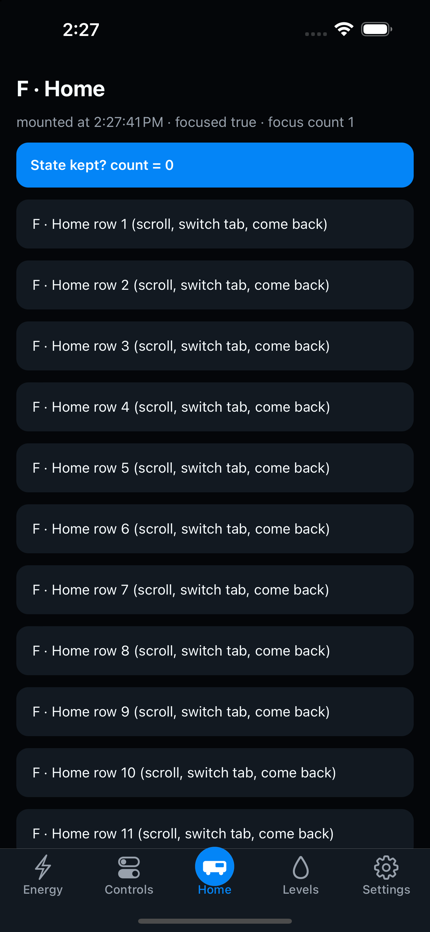 2:27
F · Home
mounted at 2:27:41 PM · focused true · focus count 1
State kept? count = 0
F · Home row 1 (scroll, switch tab, come back)
F · Home row 2 (scroll, switch tab, come back)
F · Home row 3 (scroll, switch tab, come back)
F · Home row 4 (scroll, switch tab, come back)
F · Home row 5 (scroll, switch tab, come back)
F · Home row 6 (scroll, switch tab, come back)
F · Home row 7 (scroll, switch tab, come back)
F · Home row 8 (scroll, switch tab, come back)
F · Home row 9 (scroll, switch tab, come back)
F · Home row 10 (scroll, switch tab, come back)
F · Home row 11 (scroll, switch tab, come back)
Energy Controls Home Levels Settings